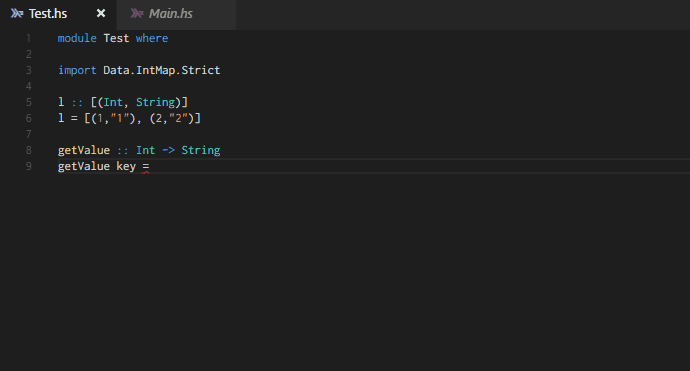 Test.hs
Main.hs
1 module Test where
2
3 import Data.IntMap.Strict
4
5 l :: [(Int, String)]
6 l = [(1,"1"), (2,"2")]
7
8 getValue :: Int -> String
9 getValue key =